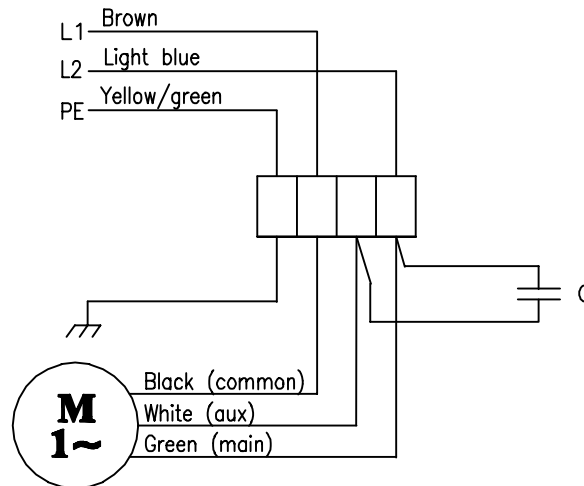 Brown
L1
Light blue
L2
Yellow/green
PE
Black (common)
White (aux)
Green (main)
M
1~